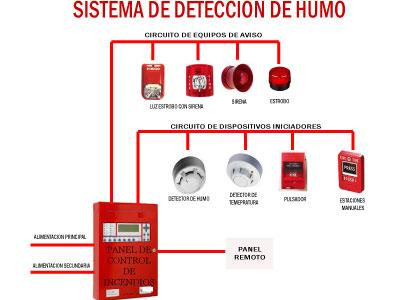 SISTEMA DE DETECCION DE HUMO
CIRCUITO DE EQUIPOS DE AVISO
LUZ ESTROBO CON SIRENA
SIRENA
ESTROBO
CIRCUITO DE DISPOSITIVOS INICIADORES
PRESS
DETECTOR DE HUMO
DETECTOR DE
TEMEPRATURA
PULSADOR
ESTACIONES
MANUALES
ALIMENTACION PRINCIPAL
ALIMENTACION SECUNDARIA
PANEL DE
CONTROL
DE
INCENDIOS
PANEL
REMOTO